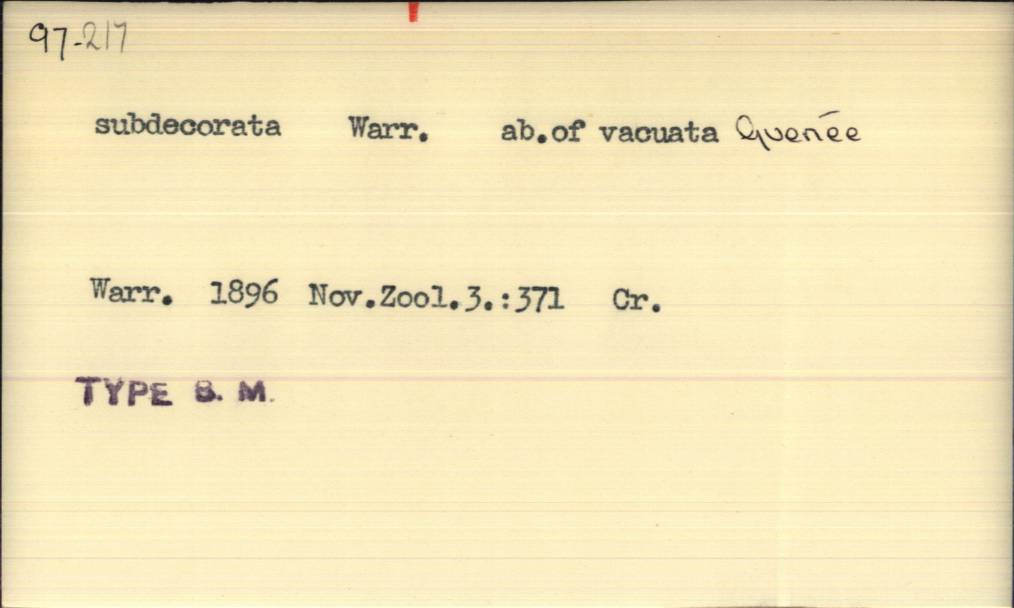 97-217
subdecorata Warr. ab.of vacuata Guenée
Warr. 1896 Nov.Zool.3.:371 Cr.
TYPE B. M.